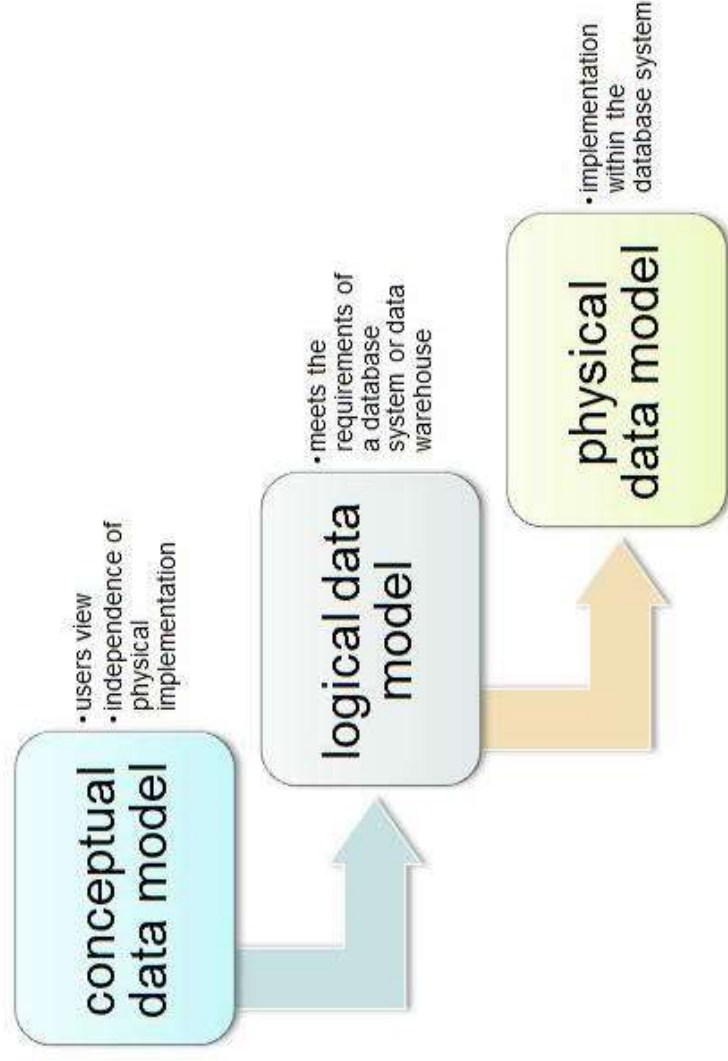 conceptual
data model
• users view
• independence of
physical
implementation
logical data
model
• meets the
requirements of
a database
system or data
warehouse
physical
data model
• implementation
within the
database system